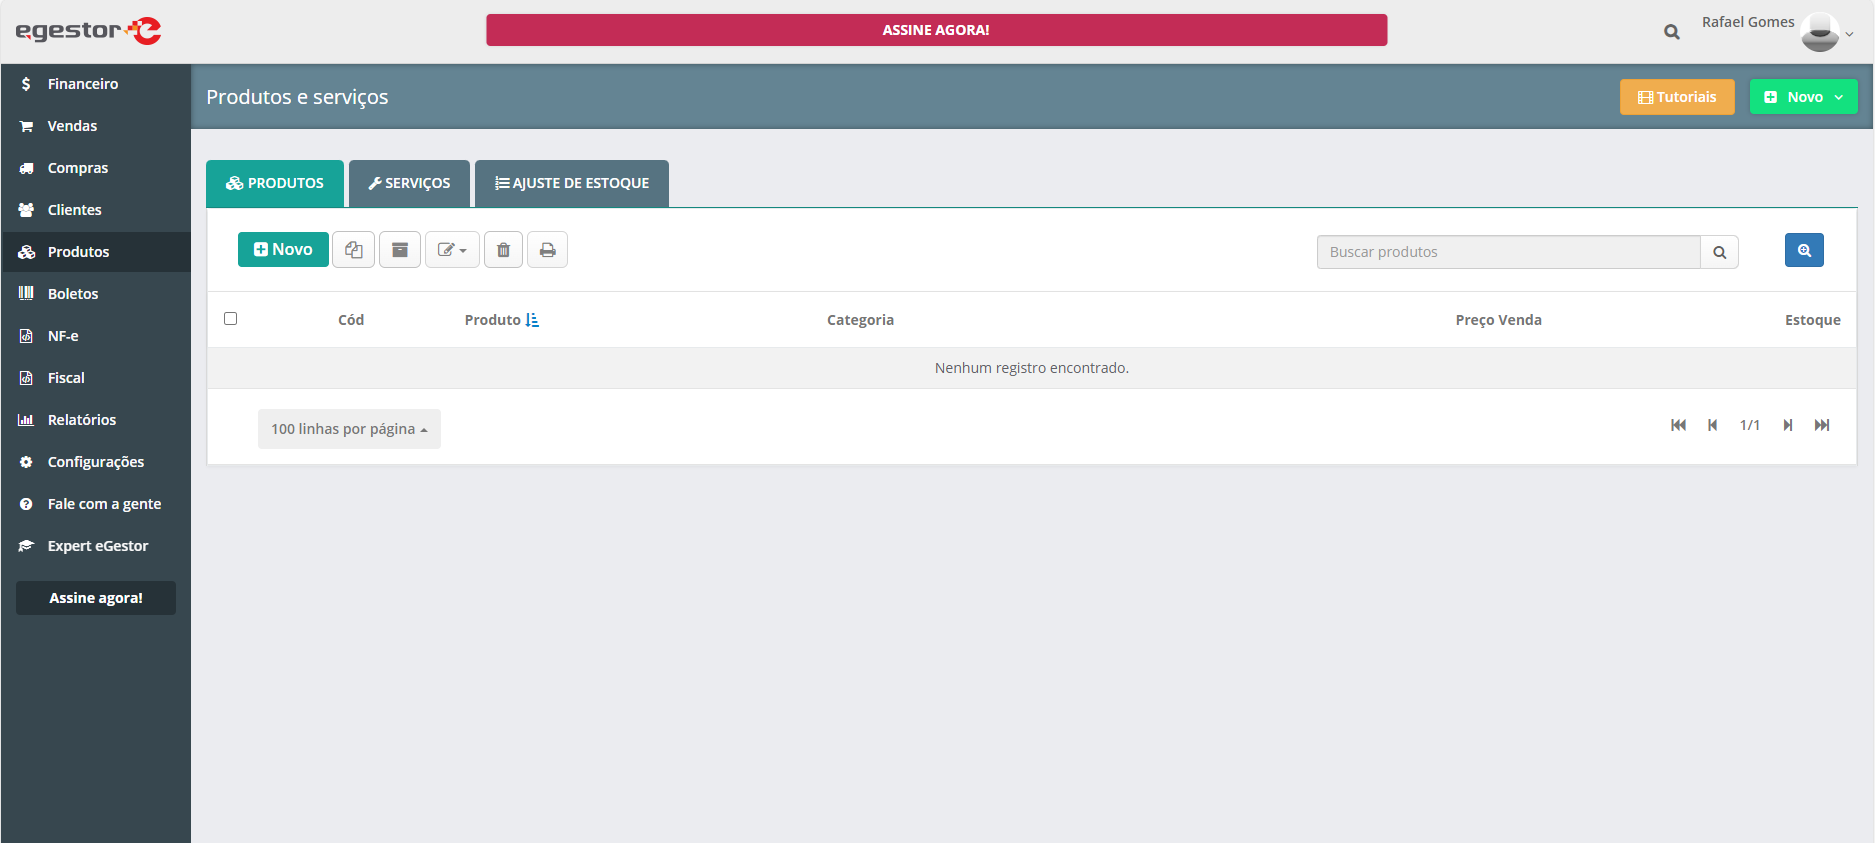 egestor
ASSINE AGORA!
Rafael Gomes
Financeiro
Vendas
Compras
Clientes
Produtos
Boletos
NF-e
Fiscal
Relatórios
Configurações
Fale com a gente
Expert eGestor
Assine agora!
Produtos e serviços
Tutoriais
Novo
PRODUTOS
SERVIÇOS
AJUSTE DE ESTOQUE
Novo
Buscar produtos
Cód Produto Categoria Preço Venda Estoque
Nenhum registro encontrado.
100 linhas por página
1/1